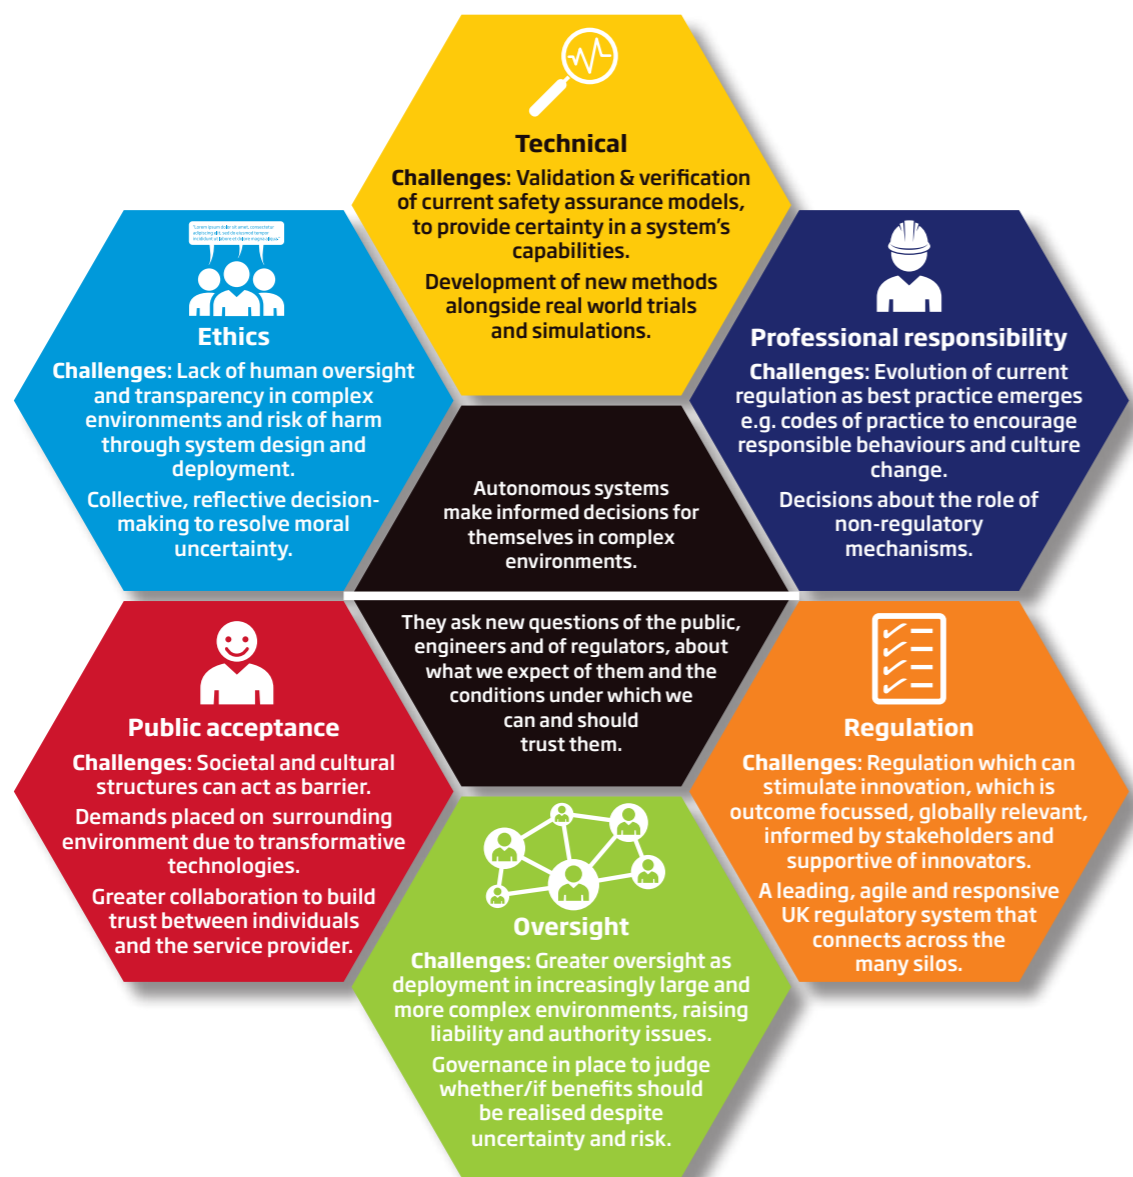 Technical
Challenges: Validation & verification
of current safety assurance models,
to provide certainty in a system's
capabilities.
Development of new methods
alongside real world trials
and simulations.
Ethics
Challenges: Lack of human oversight
and transparency in complex
environments and risk of harm
through system design and
deployment.
Collective, reflective decision-
making to resolve moral
uncertainty.
Professional responsibility
Challenges: Evolution of current
regulation as best practice emerges
e.g. codes of practice to encourage
responsible behaviours and culture
change.
Decisions about the role of
non-regulatory
mechanisms.
Autonomous systems
make informed decisions for
themselves in complex
environments.
They ask new questions of the public,
engineers and of regulators, about
what we expect of them and the
conditions under which we
can and should
trust them.
Public acceptance
Challenges: Societal and cultural
structures can act as barrier.
Demands placed on surrounding
environment due to transformative
technologies.
Greater collaboration to build
trust between individuals
and the service provider.
Regulation
Challenges: Regulation which can
stimulate innovation, which is
outcome focussed, globally relevant,
informed by stakeholders and
supportive of innovators.
A leading, agile and responsive
UK regulatory system that
connects across the
many silos.
Oversight
Challenges: Greater oversight as
deployment in increasingly large and
more complex environments, raising
liability and authority issues.
Governance in place to judge
whether/if benefits should
be realised despite
uncertainty and risk.